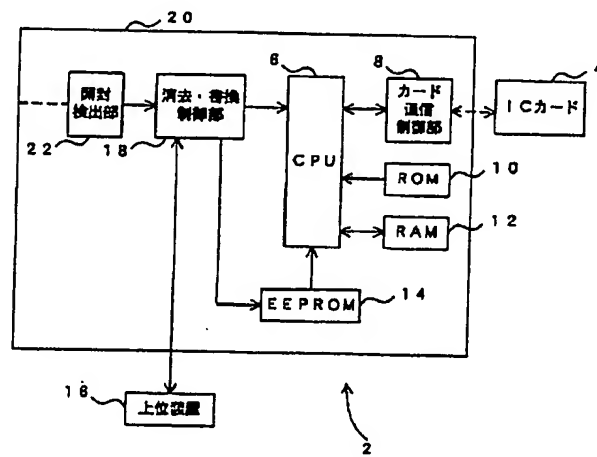 20
6
8
4
開封
検出部
消去・書換
制御部
CPU
カード
通信
制御部
ICカード
22
18
ROM
10
RAM
12
EEPROM
14
16
上位装置
2